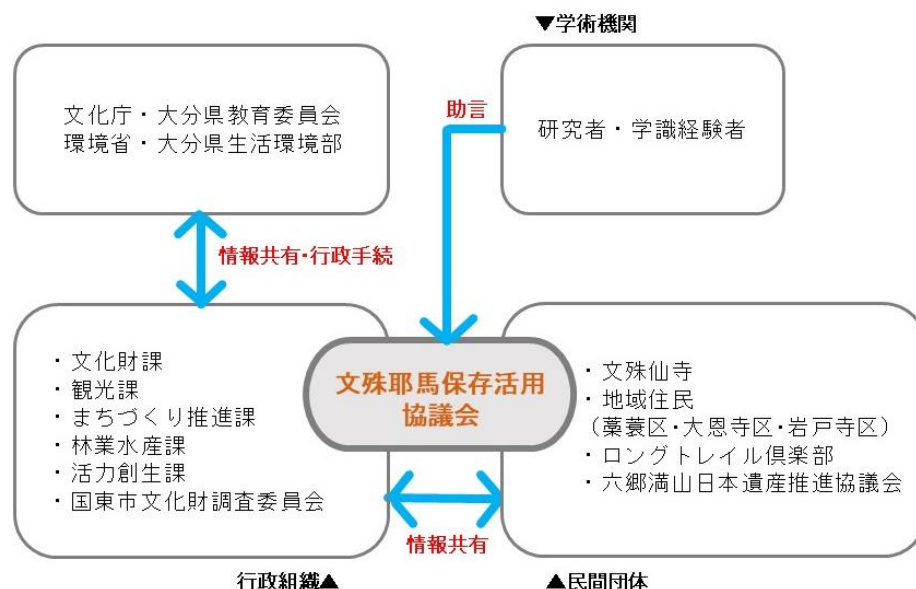 ▼学術機関
文化庁・大分県教育委員会
環境省・大分県生活環境部
助言
研究者・学識経験者
情報共有・行政手続
・文化財課
・観光課
・まちづくり推進課
・林業水産課
・活力創生課
・国東市文化財調査委員会
文殊耶馬保存活用
協議会
・文殊仙寺
・地域住民
（藁蓑区・大恩寺区・岩戸寺区）
・ロングトレイル倶楽部
・六郷満山日本遺産推進協議会
情報共有
行政組織▲
▲民間団体